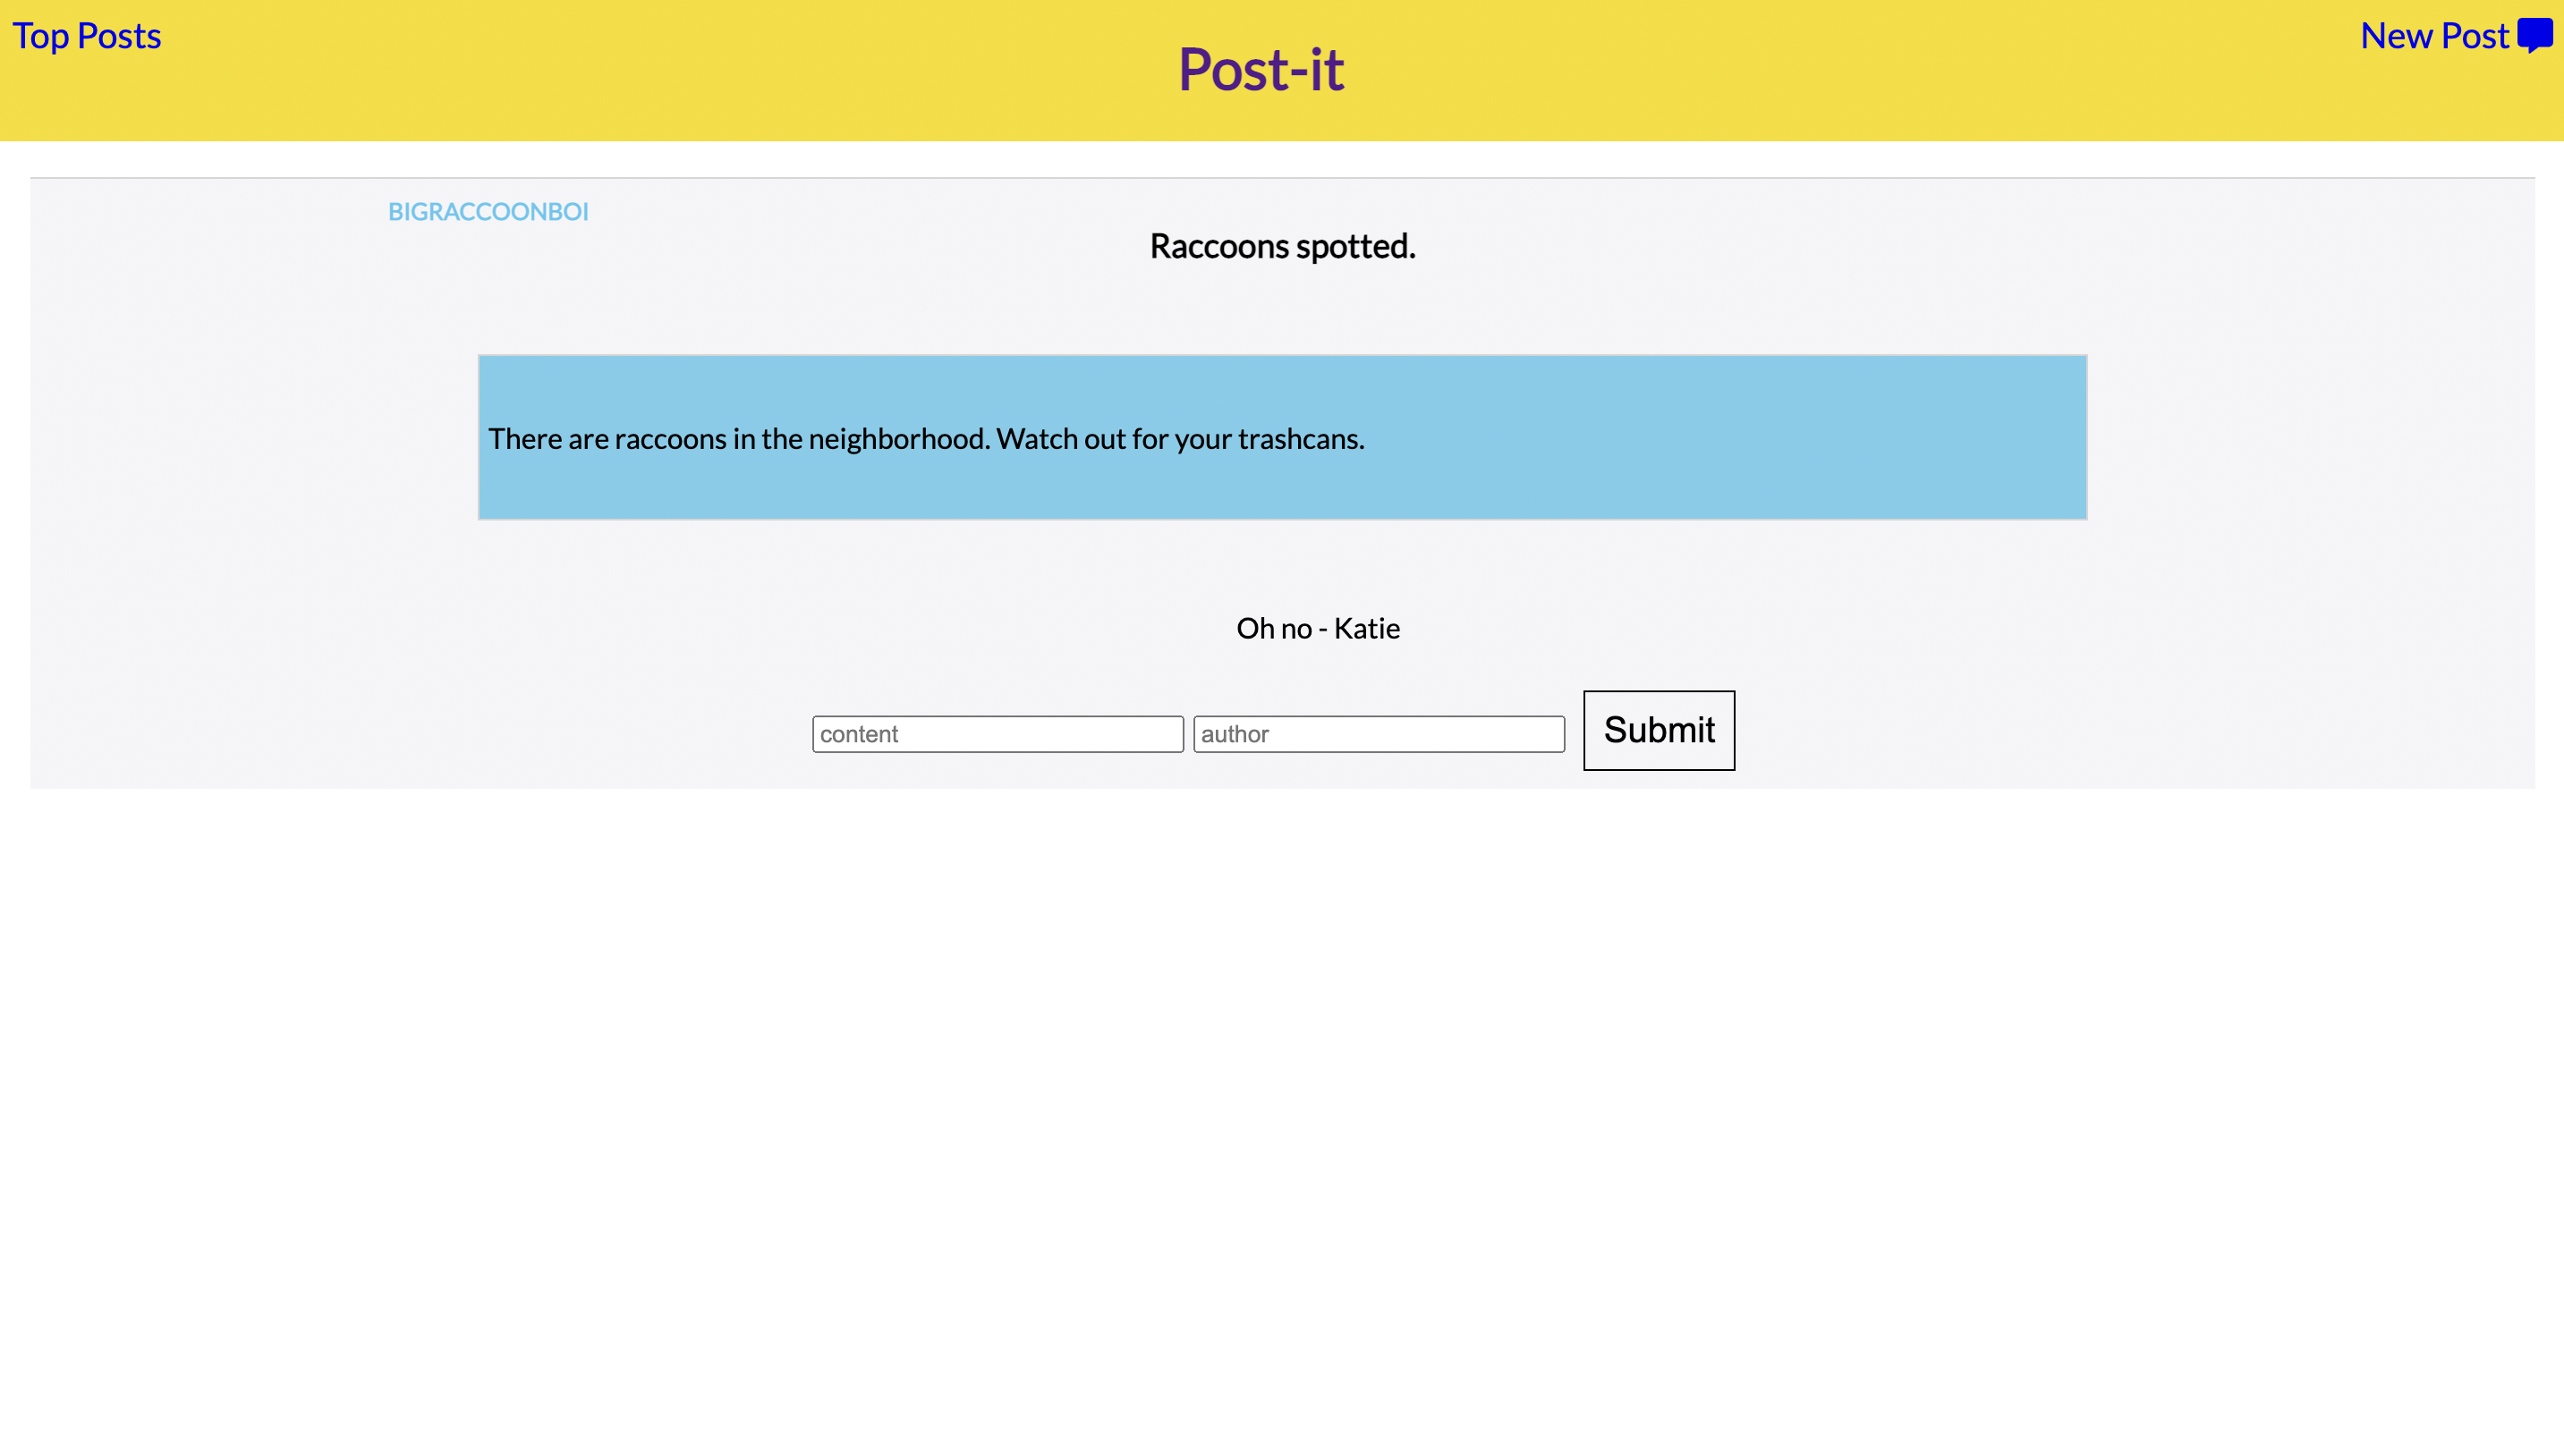 Top Posts
New Post
Post-it
BIGRACCOONBOI
Raccoons spotted.
There are raccoons in the neighborhood. Watch out for your trashcans.
Oh no - Katie
content
author
Submit